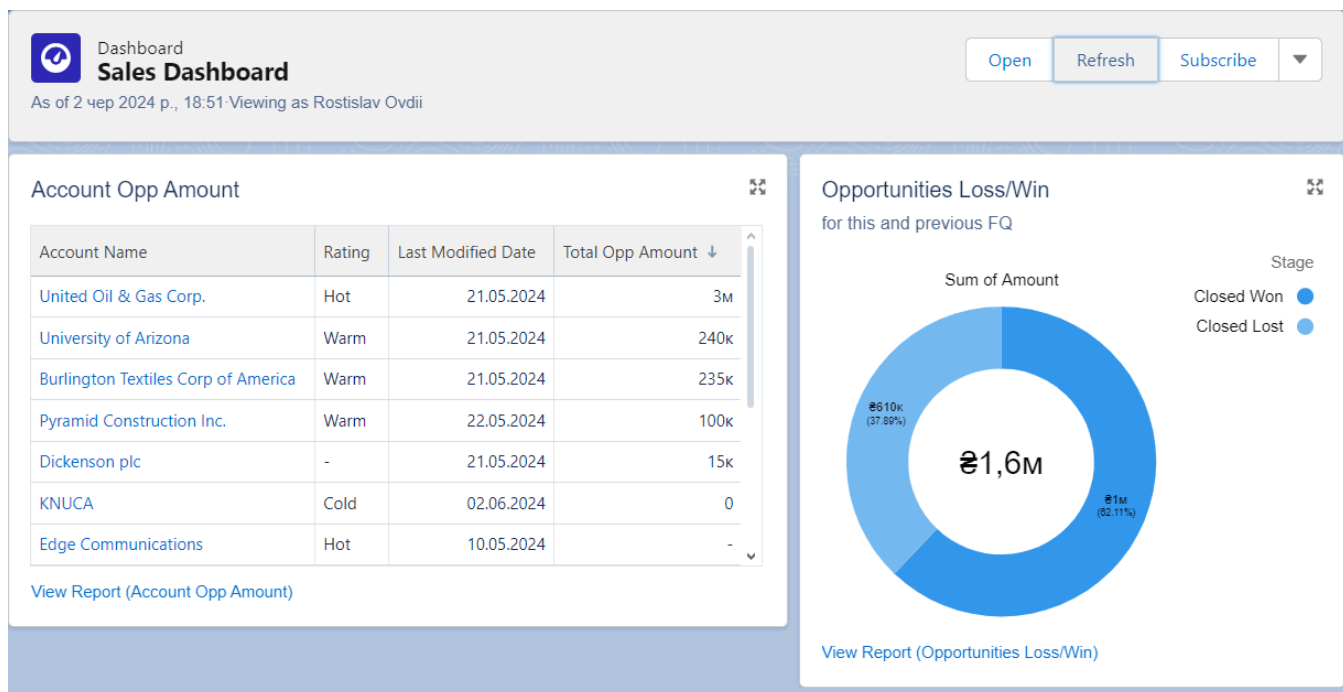 Dashboard
Sales Dashboard
As of 2 чер 2024 р., 18:51·Viewing as Rostislav Ovdii
Open Refresh Subscribe
Account Opp Amount
Account Name Rating Last Modified Date Total Opp Amount ↓
United Oil & Gas Corp. Hot 21.05.2024 3м
University of Arizona Warm 21.05.2024 240к
Burlington Textiles Corp of America Warm 21.05.2024 235к
Pyramid Construction Inc. Warm 22.05.2024 100к
Dickenson plc - 21.05.2024 15к
KNUCA Cold 02.06.2024 0
Edge Communications Hot 10.05.2024 -
View Report (Account Opp Amount)
Opportunities Loss/Win
for this and previous FQ
Stage
Sum of Amount
Closed Won
Closed Lost
₴610к
(37.89%)
₴1,6м
₴1м
(62.11%)
View Report (Opportunities Loss/Win)